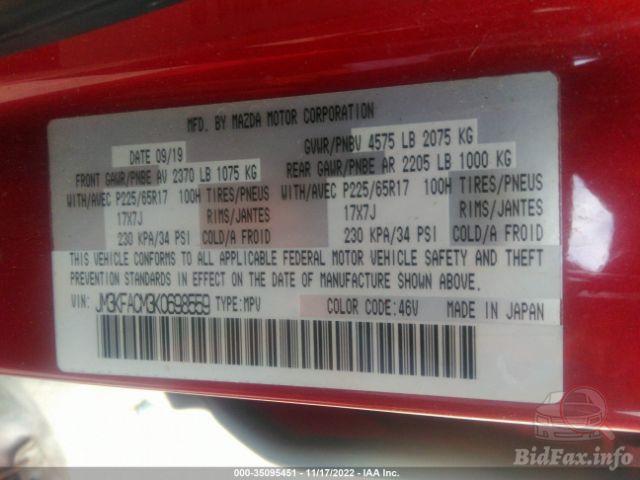 MFD. BY MAZDA MOTOR CORPORATION
DATE 09/19 GVWR/PNBV 4575 LB 2075 KG
FRONT GAWR/PNBE AV 2370 LB 1075 KG REAR GAWR/PNBE AR 2205 LB 1000 KG
WITH/AVEC P225/65R17 100H TIRES/PNEUS WITH/AVEC P225/65R17 100H TIRES/PNEUS
17X7J RIMS/JANTES 17X7J RIMS/JANTES
230 KPA/34 PSI COLD/A FROID 230 KPA/34 PSI COLD/A FROID
THIS VEHICLE CONFORMS TO ALL APPLICABLE FEDERAL MOTOR VEHICLE SAFETY AND THEFT
PREVENTION STANDARDS IN EFFECT ON THE DATE OF MANUFACTURE SHOWN ABOVE.
VIN: JM3KFACM3K0698559 TYPE:MPV COLOR CODE:46V MADE IN JAPAN
BidFax.info
000-35095451 - 11/17/2022 - IAA Inc.